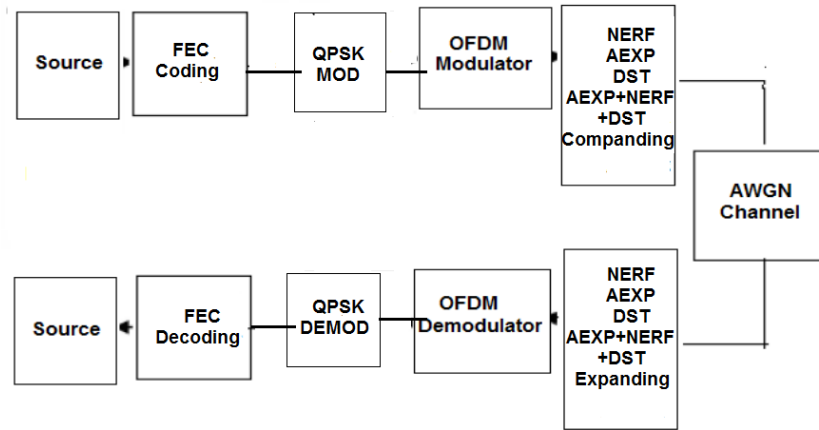 Source
FEC
Coding
QPSK
MOD
OFDM
Modulator
NERF
AEXP
DST
AEXP+NERF
+DST
Companding
AWGN
Channel
Source
FEC
Decoding
QPSK
DEMOD
OFDM
Demodulator
NERF
AEXP
DST
AEXP+NERF
+DST
Expanding